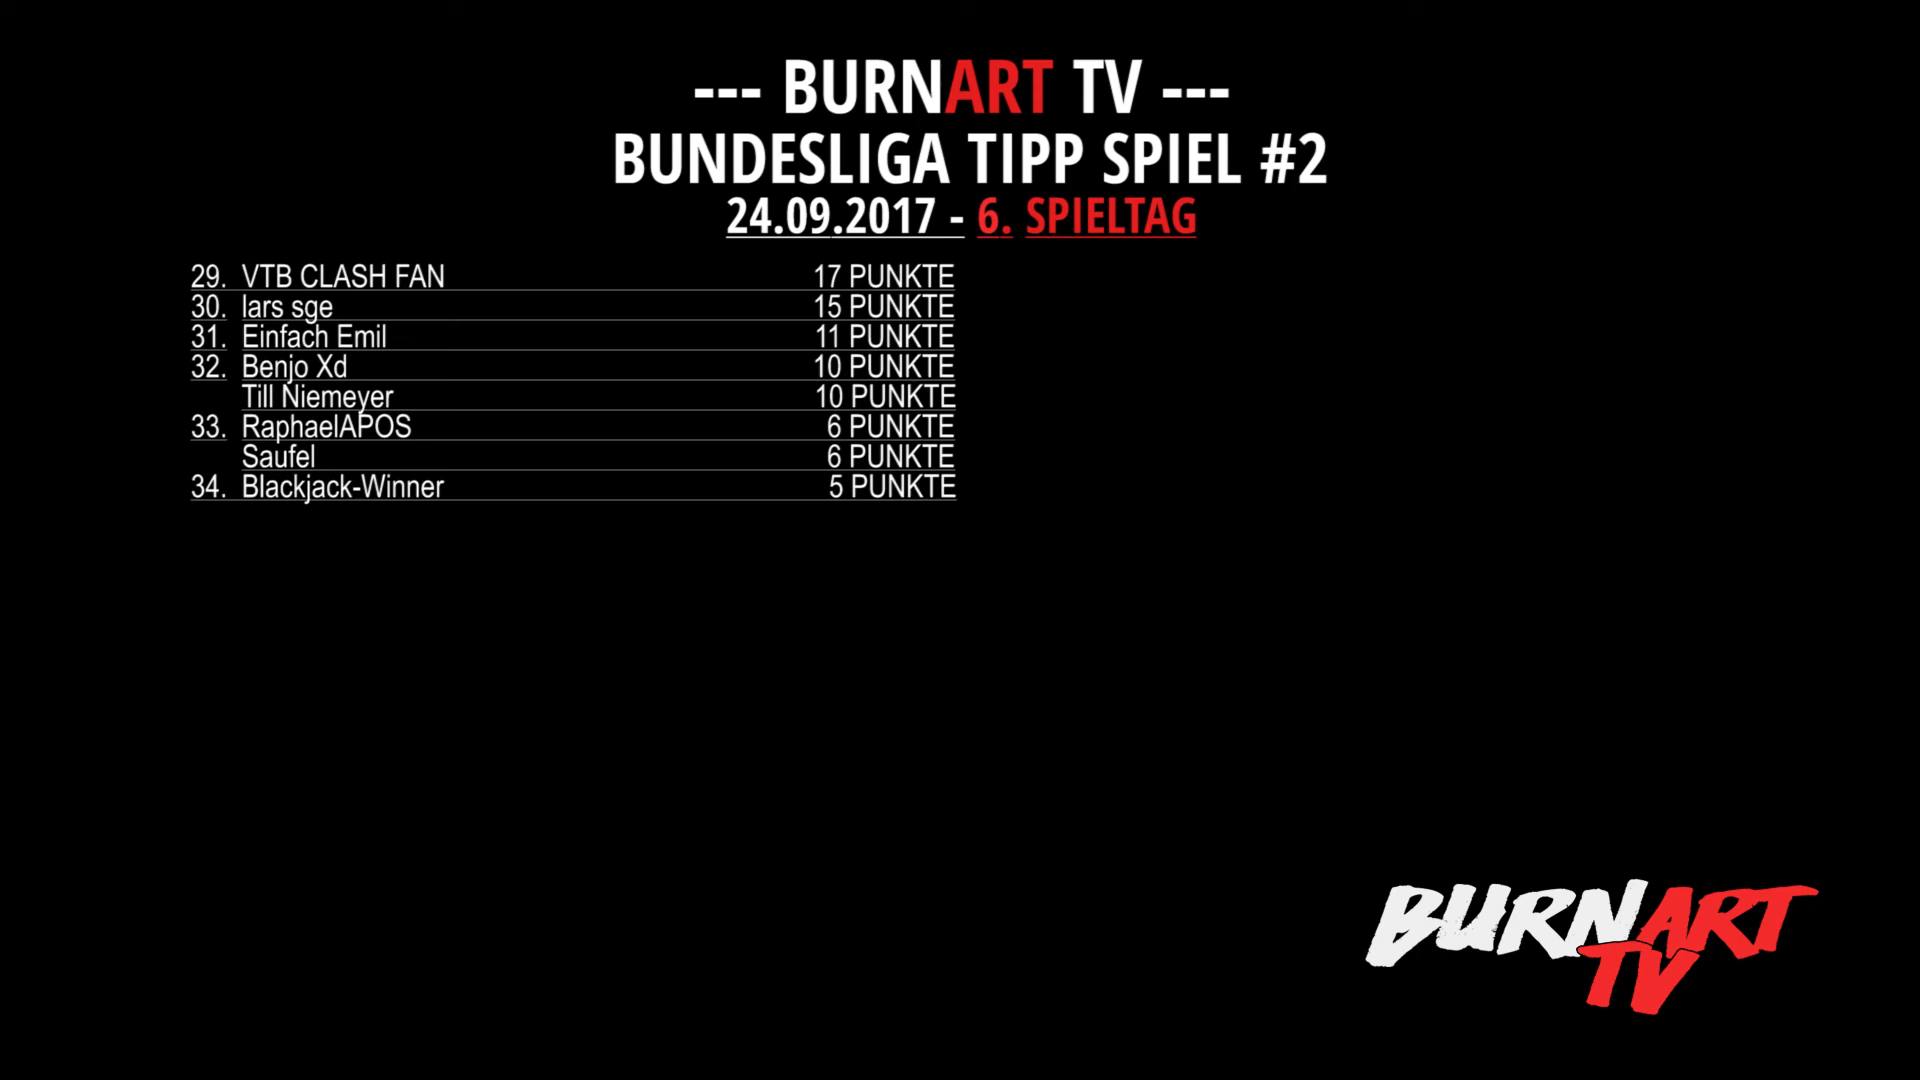 --- BURNART TV ---
BUNDESLIGA TIPP SPIEL #2
24.09.2017 - 6. SPIELTAG
29. VTB CLASH FAN 17 PUNKTE
30. lars sge 15 PUNKTE
31. Einfach Emil 11 PUNKTE
32. Benjo Xd 10 PUNKTE
Till Niemeyer 10 PUNKTE
33. RaphaelAPOS 6 PUNKTE
Saufel 6 PUNKTE
34. Blackjack-Winner 5 PUNKTE
BURNART
TV